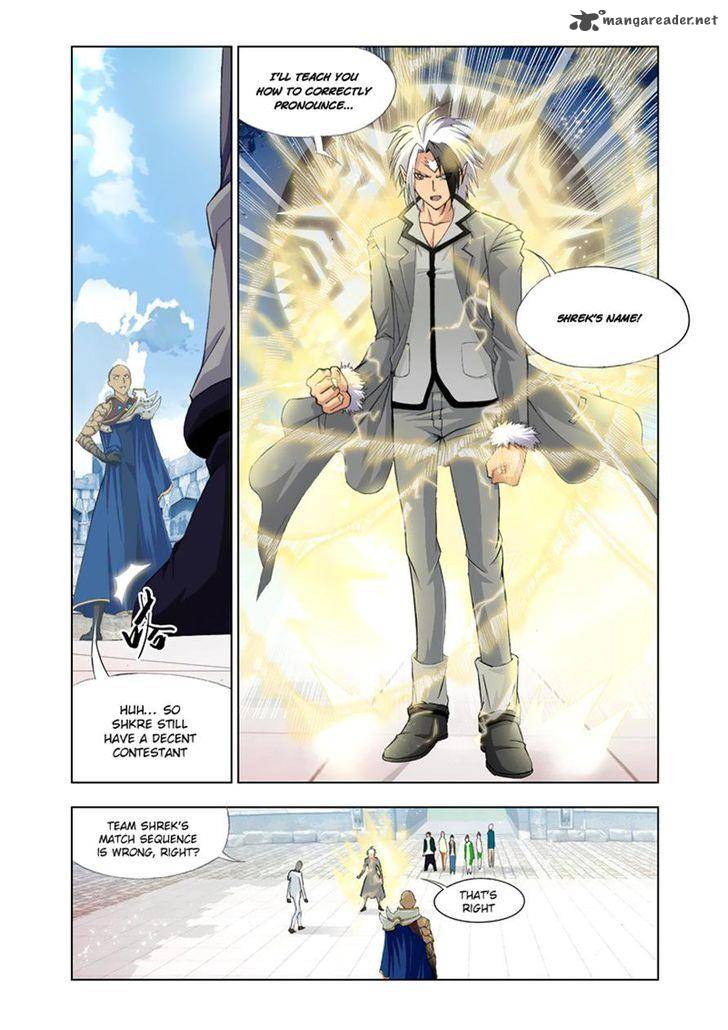 mangareader.net
HUH... SO
SHKRE STILL
HAVE A DECENT
CONTESTANT
I'LL TEACH YOU
HOW TO CORRECTLY
PRONOUNCE...
SHREK'S NAME!
TEAM SHREK'S
MATCH SEQUENCE
IS WRONG, RIGHT?
THAT'S
RIGHT